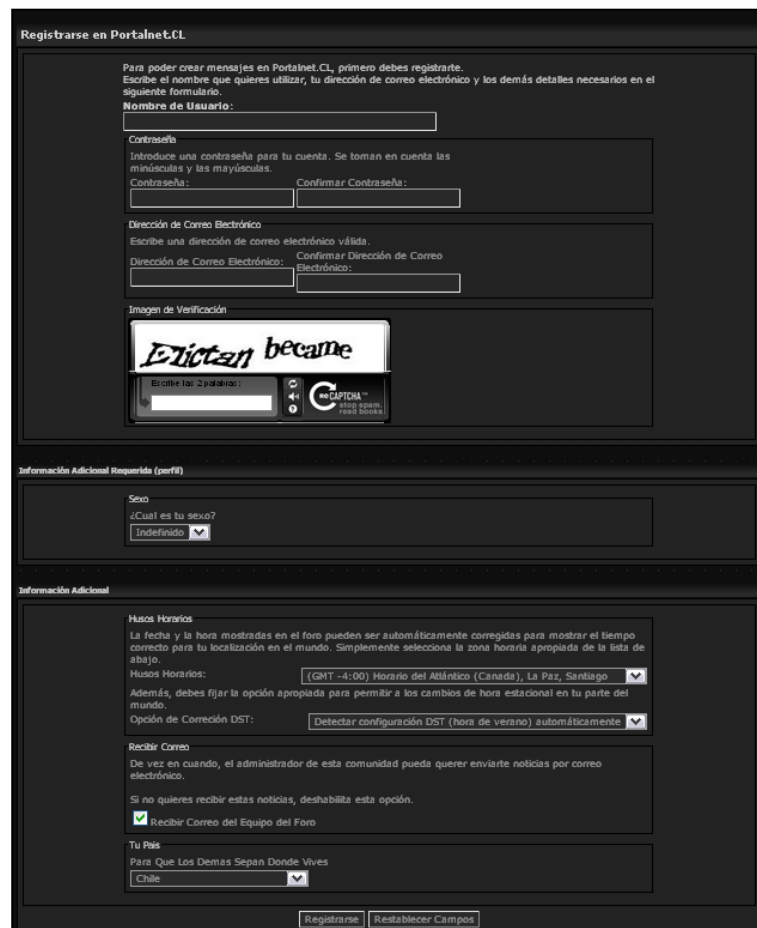 Registrarse en Portalnet.CL
Para poder crear mensajes en Portalnet.CL, primero debes registrarte.
Escribe el nombre que quieres utilizar, tu dirección de correo electrónico y los demás detalles necesarios en el
siguiente formulario.
Nombre de Usuario:
Contraseña
Introduce una contraseña para tu cuenta. Se toman en cuenta las
minúsculas y las mayúsculas.
Contraseña: Confirmar Contraseña:
Dirección de Correo Electrónico
Escribe una dirección de correo electrónico válida.
Dirección de Correo Electrónico: Confirmar Dirección de Correo
Electrónico:
Imagen de Verificación
became
Escribe las 2 palabras:
reCAPTCHA™
stop spam.
read books.
Información Adicional Requerida (perfil)
Sexo
¿Cual es tu sexo?
Indefinido
Información Adicional
Husos Horarios
La fecha y la hora mostradas en el foro pueden ser automáticamente corregidas para mostrar el tiempo
correcto para tu localización en el mundo. Simplemente selecciona la zona horaria apropiada de la lista de
abajo.
Husos Horarios: (GMT -4:00) Horario del Atlántico (Canada), La Paz, Santiago
Además, debes fijar la opción apropiada para permitir a los cambios de hora estacional en tu parte del
mundo.
Opción de Correción DST: Detectar configuración DST (hora de verano) automáticamente
Recibir Correo
De vez en cuando, el administrador de esta comunidad pueda querer enviarte noticias por correo
electrónico.
Si no quieres recibir estas noticias, deshabilita esta opción.
Recibir Correo del Equipo del Foro
Tu Pais
Para Que Los Demas Sepan Donde Vives
Chile
Registrarse Restablecer Campos